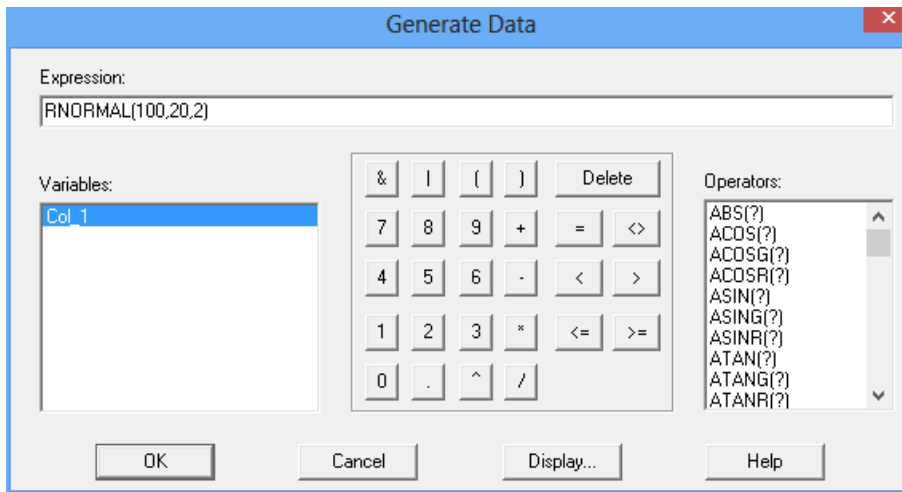 Generate Data
×
Expression:
RNORMAL(100,20,2)
Variables:
Col_1
& | ( ) Delete
7 8 9 + = <>
4 5 6 - < >
1 2 3 * <= >=
0 . ^ /
Operators:
ABS(?)
ACOS(?)
ACOSG(?)
ACOSR(?)
ASIN(?)
ASING(?)
ASINR(?)
ATAN(?)
ATANG(?)
ATANR(?)
OK Cancel Display... Help